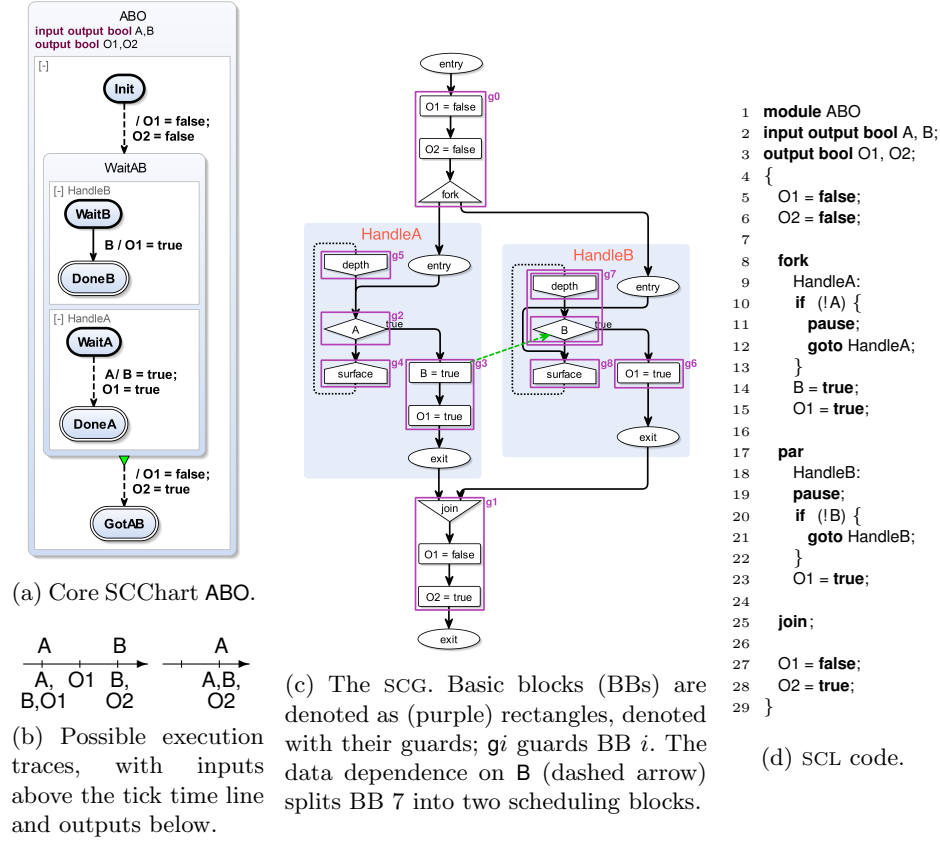 ABO
input output bool A,B
output bool O1,O2
[-]
Init
/ O1 = false;
O2 = false
WaitAB
[-] HandleB
WaitB
B / O1 = true
DoneB
[-] HandleA
WaitA
A/ B = true;
O1 = true
DoneA
/ O1 = false;
O2 = true
GotAB
(a) Core SCChart ABO.
A B A
A, O1 B, A,B,
B,O1 O2 O2
(b) Possible execution
traces, with inputs
above the tick time line
and outputs below.
entry
g0
O1 = false
O2 = false
fork
HandleA
g5
depth
entry
g2
A
true
g4
surface
g3
B = true
O1 = true
exit
HandleB
g7
depth
entry
B
true
g8
surface
g6
O1 = true
exit
g1
join
O1 = false
O2 = true
exit
(c) The SCG. Basic blocks (BBs) are
denoted as (purple) rectangles, denoted
with their guards; gi guards BB i. The
data dependence on B (dashed arrow)
splits BB 7 into two scheduling blocks.
1 module ABO
2 input output bool A, B;
3 output bool O1, O2;
4 {
5 O1 = false;
6 O2 = false;
7
8 fork
9 HandleA:
10 if (!A) {
11 pause;
12 goto HandleA;
13 }
14 B = true;
15 O1 = true;
16
17 par
18 HandleB:
19 pause;
20 if (!B) {
21 goto HandleB;
22 }
23 O1 = true;
24
25 join;
26
27 O1 = false;
28 O2 = true;
29 }
(d) SCL code.